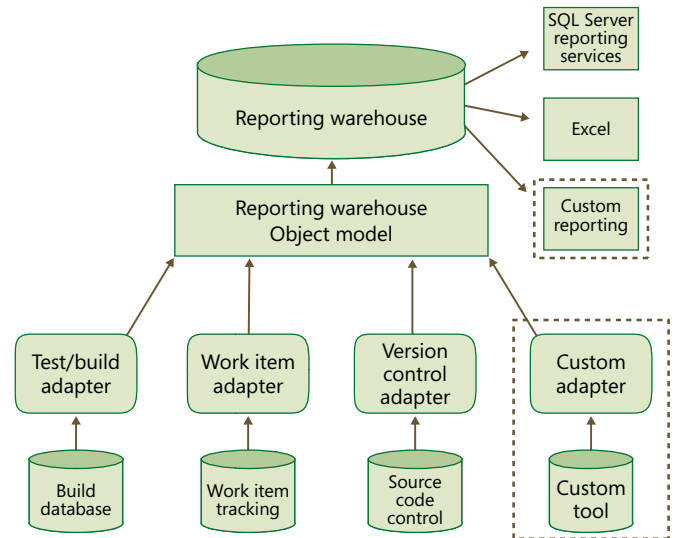 SQL Server
reporting
services
Reporting warehouse
Excel
Custom
reporting
Reporting warehouse
Object model
Test/build
adapter
Work item
adapter
Version
control
adapter
Custom
adapter
Build
database
Work item
tracking
Source
code
control
Custom
tool